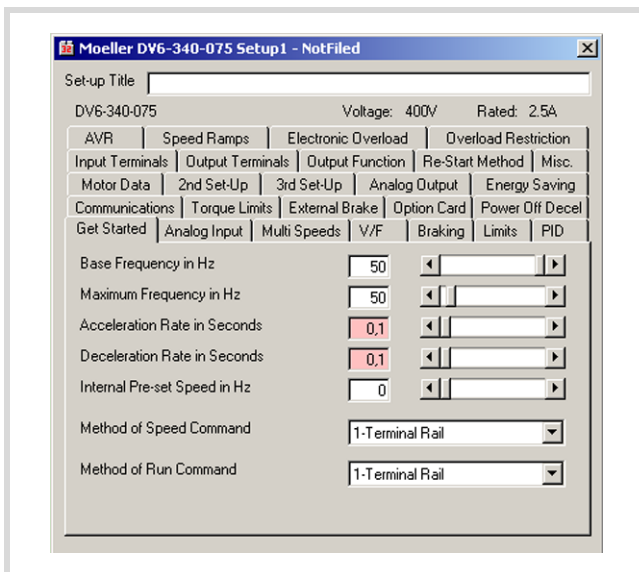 Moeller DV6-340-075 Setup1 - NotFiled
Set-up Title
DV6-340-075 Voltage: 400V Rated: 2.5A
AVR Speed Ramps Electronic Overload Overload Restriction
Input Terminals Output Terminals Output Function Re-Start Method Misc.
Motor Data 2nd Set-Up 3rd Set-Up Analog Output Energy Saving
Communications Torque Limits External Brake Option Card Power Off Decel
Get Started Analog Input Multi Speeds V/F Braking Limits PID
Base Frequency in Hz 50
Maximum Frequency in Hz 50
Acceleration Rate in Seconds 0,1
Deceleration Rate in Seconds 0,1
Internal Pre-set Speed in Hz 0
Method of Speed Command 1-Terminal Rail
Method of Run Command 1-Terminal Rail